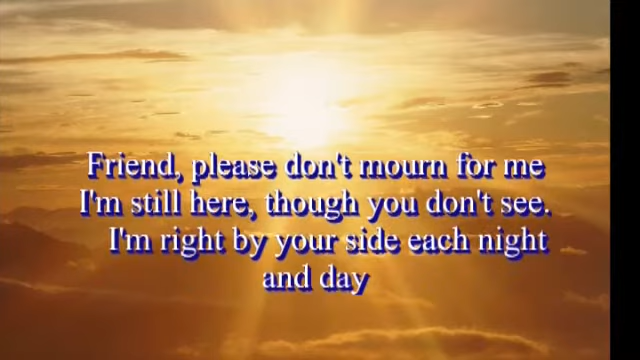 Friend, please don't mourn for me
I'm still here, though you don't see.
I'm right by your side each night
and day